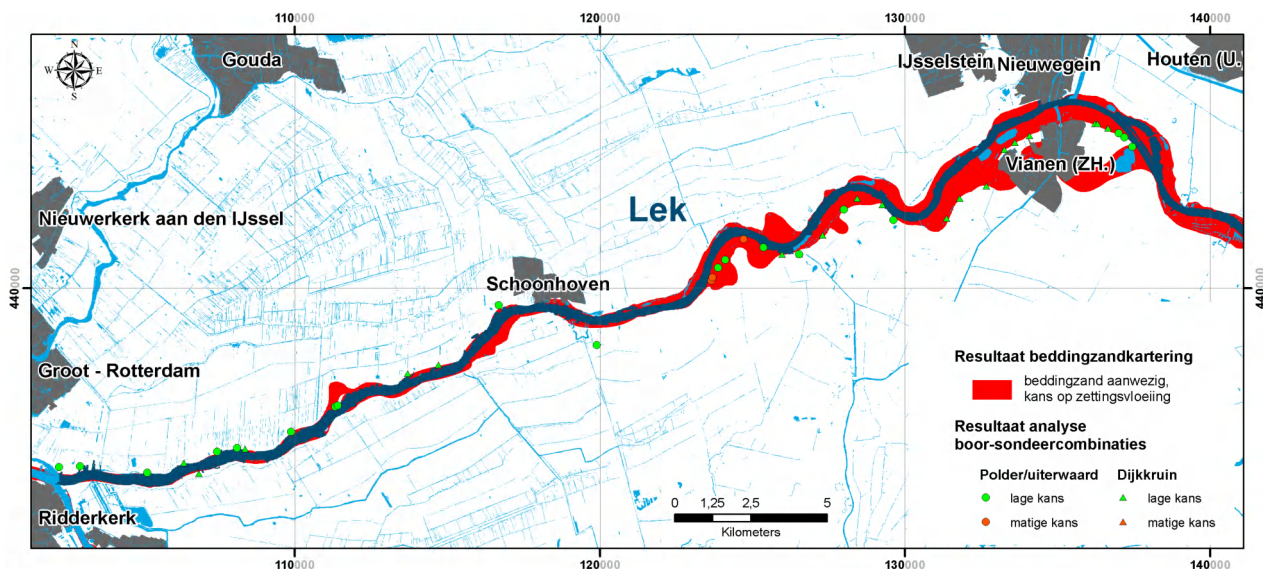 110000
120000
130000
140000
N
W
E
S
Gouda
IJsselstein
Nieuwegein
Houten (U.
Vianen (ZH.)
Nieuwerkerk aan den IJssel
Lek
Schoonhoven
440000
440000
Groot - Rotterdam
Ridderkerk
Resultaat beddingzandkartering
beddingzand aanwezig,
kans op zettingsvloeiing
Resultaat analyse
boor-sondeercombinaties
Polder/uiterwaard
Dijkkruin
lage kans
lage kans
matige kans
matige kans
0
1,25
2,5
5
Kilometers
110000
120000
130000
140000